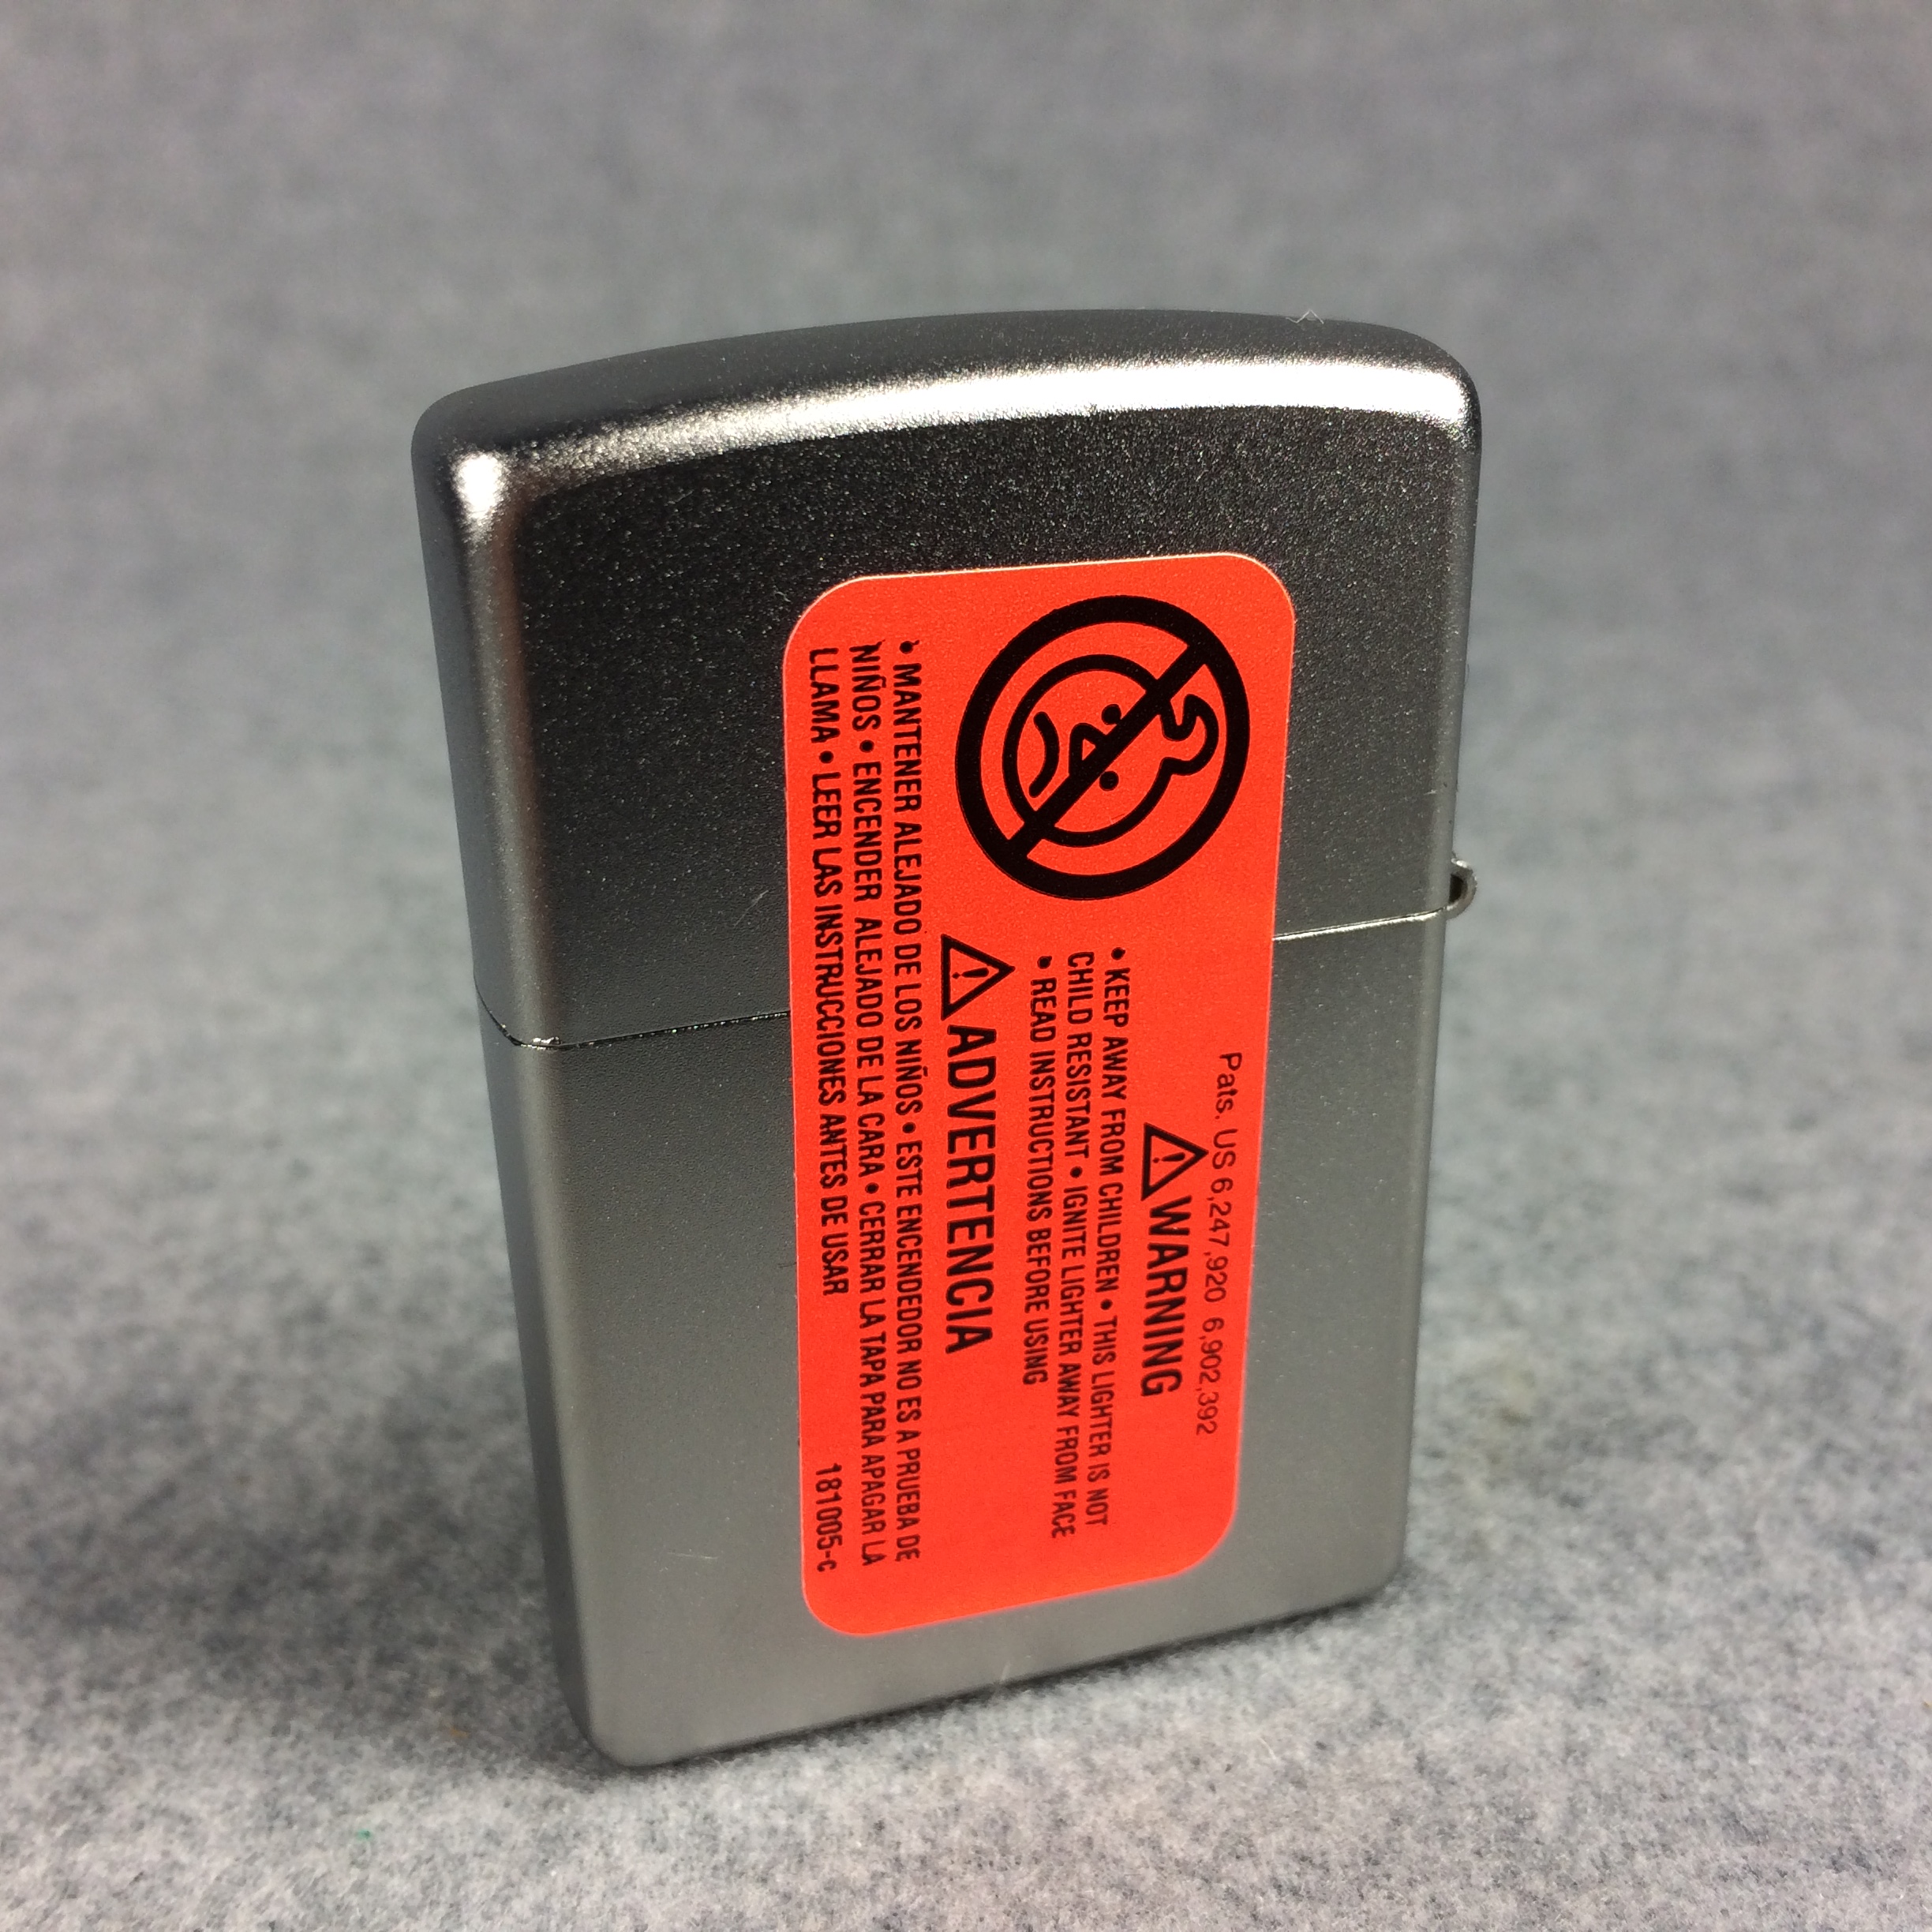 Pats. US 6,247,920 6,902,392
WARNING
• KEEP AWAY FROM CHILDREN • THIS LIGHTER IS NOT
CHILD RESISTANT • IGNITE LIGHTER AWAY FROM FACE
• READ INSTRUCTIONS BEFORE USING
ADVERTENCIA
• MANTENER ALEJADO DE LOS NIÑOS • ESTE ENCENDEDOR NO ES A PRUEBA DE
NIÑOS • ENCENDER ALEJADO DE LA CARA • CERRAR LA TAPA PARA APAGAR LA
LLAMA • LEER LAS INSTRUCCIONES ANTES DE USAR 181005-c